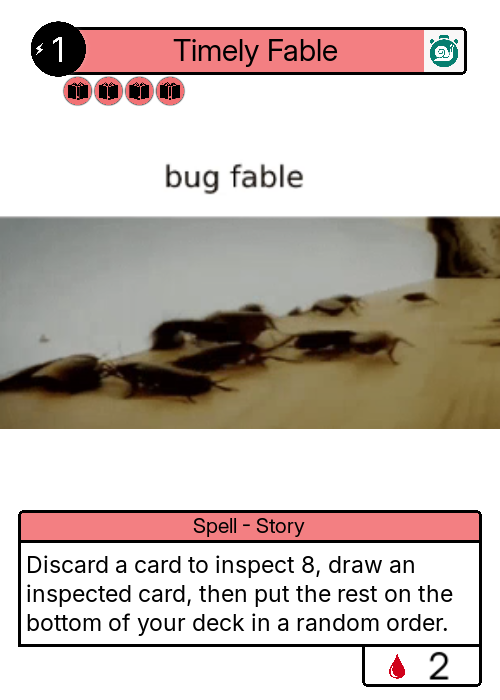 1 Timely Fable
bug fable
Spell - Story
Discard a card to inspect 8, draw an
inspected card, then put the rest on the
bottom of your deck in a random order.
2